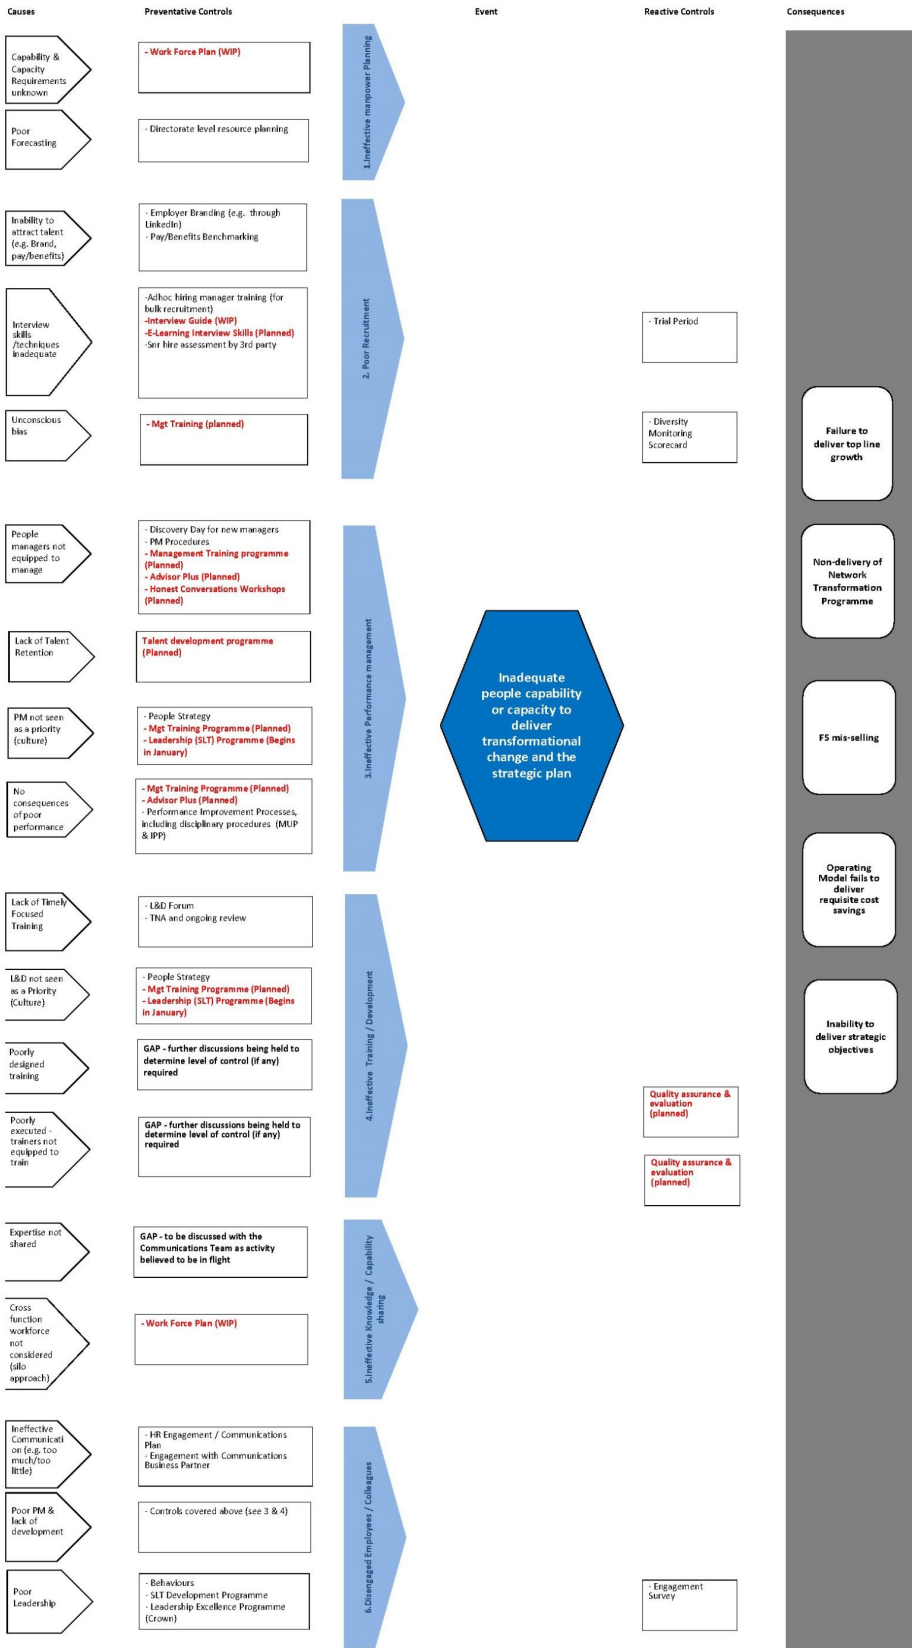 Causes
Preventative Controls
Event
Reactive Controls
Consequences
Capability &
Capacity
Requirements
unknown
- Work Force Plan (WIP)
Poor
Forecasting
- Directorate level resource planning
1.Ineffective manpower Planning
Inability to
attract talent
(e.g. Brand,
pay/benefits)
- Employer Branding (e.g. through
LinkedIn)
- Pay/Benefits Benchmarking
Interview
skills
/techniques
inadequate
-Adhoc hiring manager training (for
bulk recruitment)
-Interview Guide (WIP)
-E-Learning Interview Skills (Planned)
-Snr hire assessment by 3rd party
Unconscious
bias
- Mgt Training (planned)
2. Poor Recruitment
- Trial Period
- Diversity
Monitoring
Scorecard
People
managers not
equipped to
manage
- Discovery Day for new managers
- PM Procedures
- Management Training programme
(Planned)
- Advisor Plus (Planned)
- Honest Conversations Workshops
(Planned)
Lack of Talent
Retention
Talent development programme
(Planned)
PM not seen
as a priority
(culture)
- People Strategy
- Mgt Training Programme (Planned)
- Leadership (SLT) Programme (Begins
in January)
No
consequences
of poor
performance
- Mgt Training Programme (Planned)
- Advisor Plus (Planned)
- Performance Improvement Processes,
including disciplinary procedures (MUP
& IPP)
3.Ineffective Performance management
Inadequate
people capability
or capacity to
deliver
transformational
change and the
strategic plan
Lack of Timely
Focused
Training
- L&D Forum
- TNA and ongoing review
L&D not seen
as a Priority
(Culture)
- People Strategy
- Mgt Training Programme (Planned)
- Leadership (SLT) Programme (Begins
in January)
Poorly
designed
training
GAP - further discussions being held to
determine level of control (if any)
required
Poorly
executed -
trainers not
equipped to
train
GAP - further discussions being held to
determine level of control (if any)
required
4.Ineffective Training / Development
Quality assurance &
evaluation
(planned)
Quality assurance &
evaluation
(planned)
Expertise not
shared
GAP - to be discussed with the
Communications Team as activity
believed to be in flight
Cross
function
workforce
not
considered
(silo
approach)
- Work Force Plan (WIP)
5.Ineffective Knowledge / Capability
sharing
Ineffective
Communicati
on (e.g. too
much/too
little)
- HR Engagement / Communications
Plan
- Engagement with Communications
Business Partner
Poor PM &
lack of
development
- Controls covered above (see 3 & 4)
Poor
Leadership
- Behaviours
- SLT Development Programme
- Leadership Excellence Programme
(Crown)
6.Disengaged Employees / Colleagues
- Engagement
Survey
Failure to
deliver top line
growth
Non-delivery of
Network
Transformation
Programme
FS mis-selling
Operating
Model fails to
deliver
requisite cost
savings
Inability to
deliver strategic
objectives